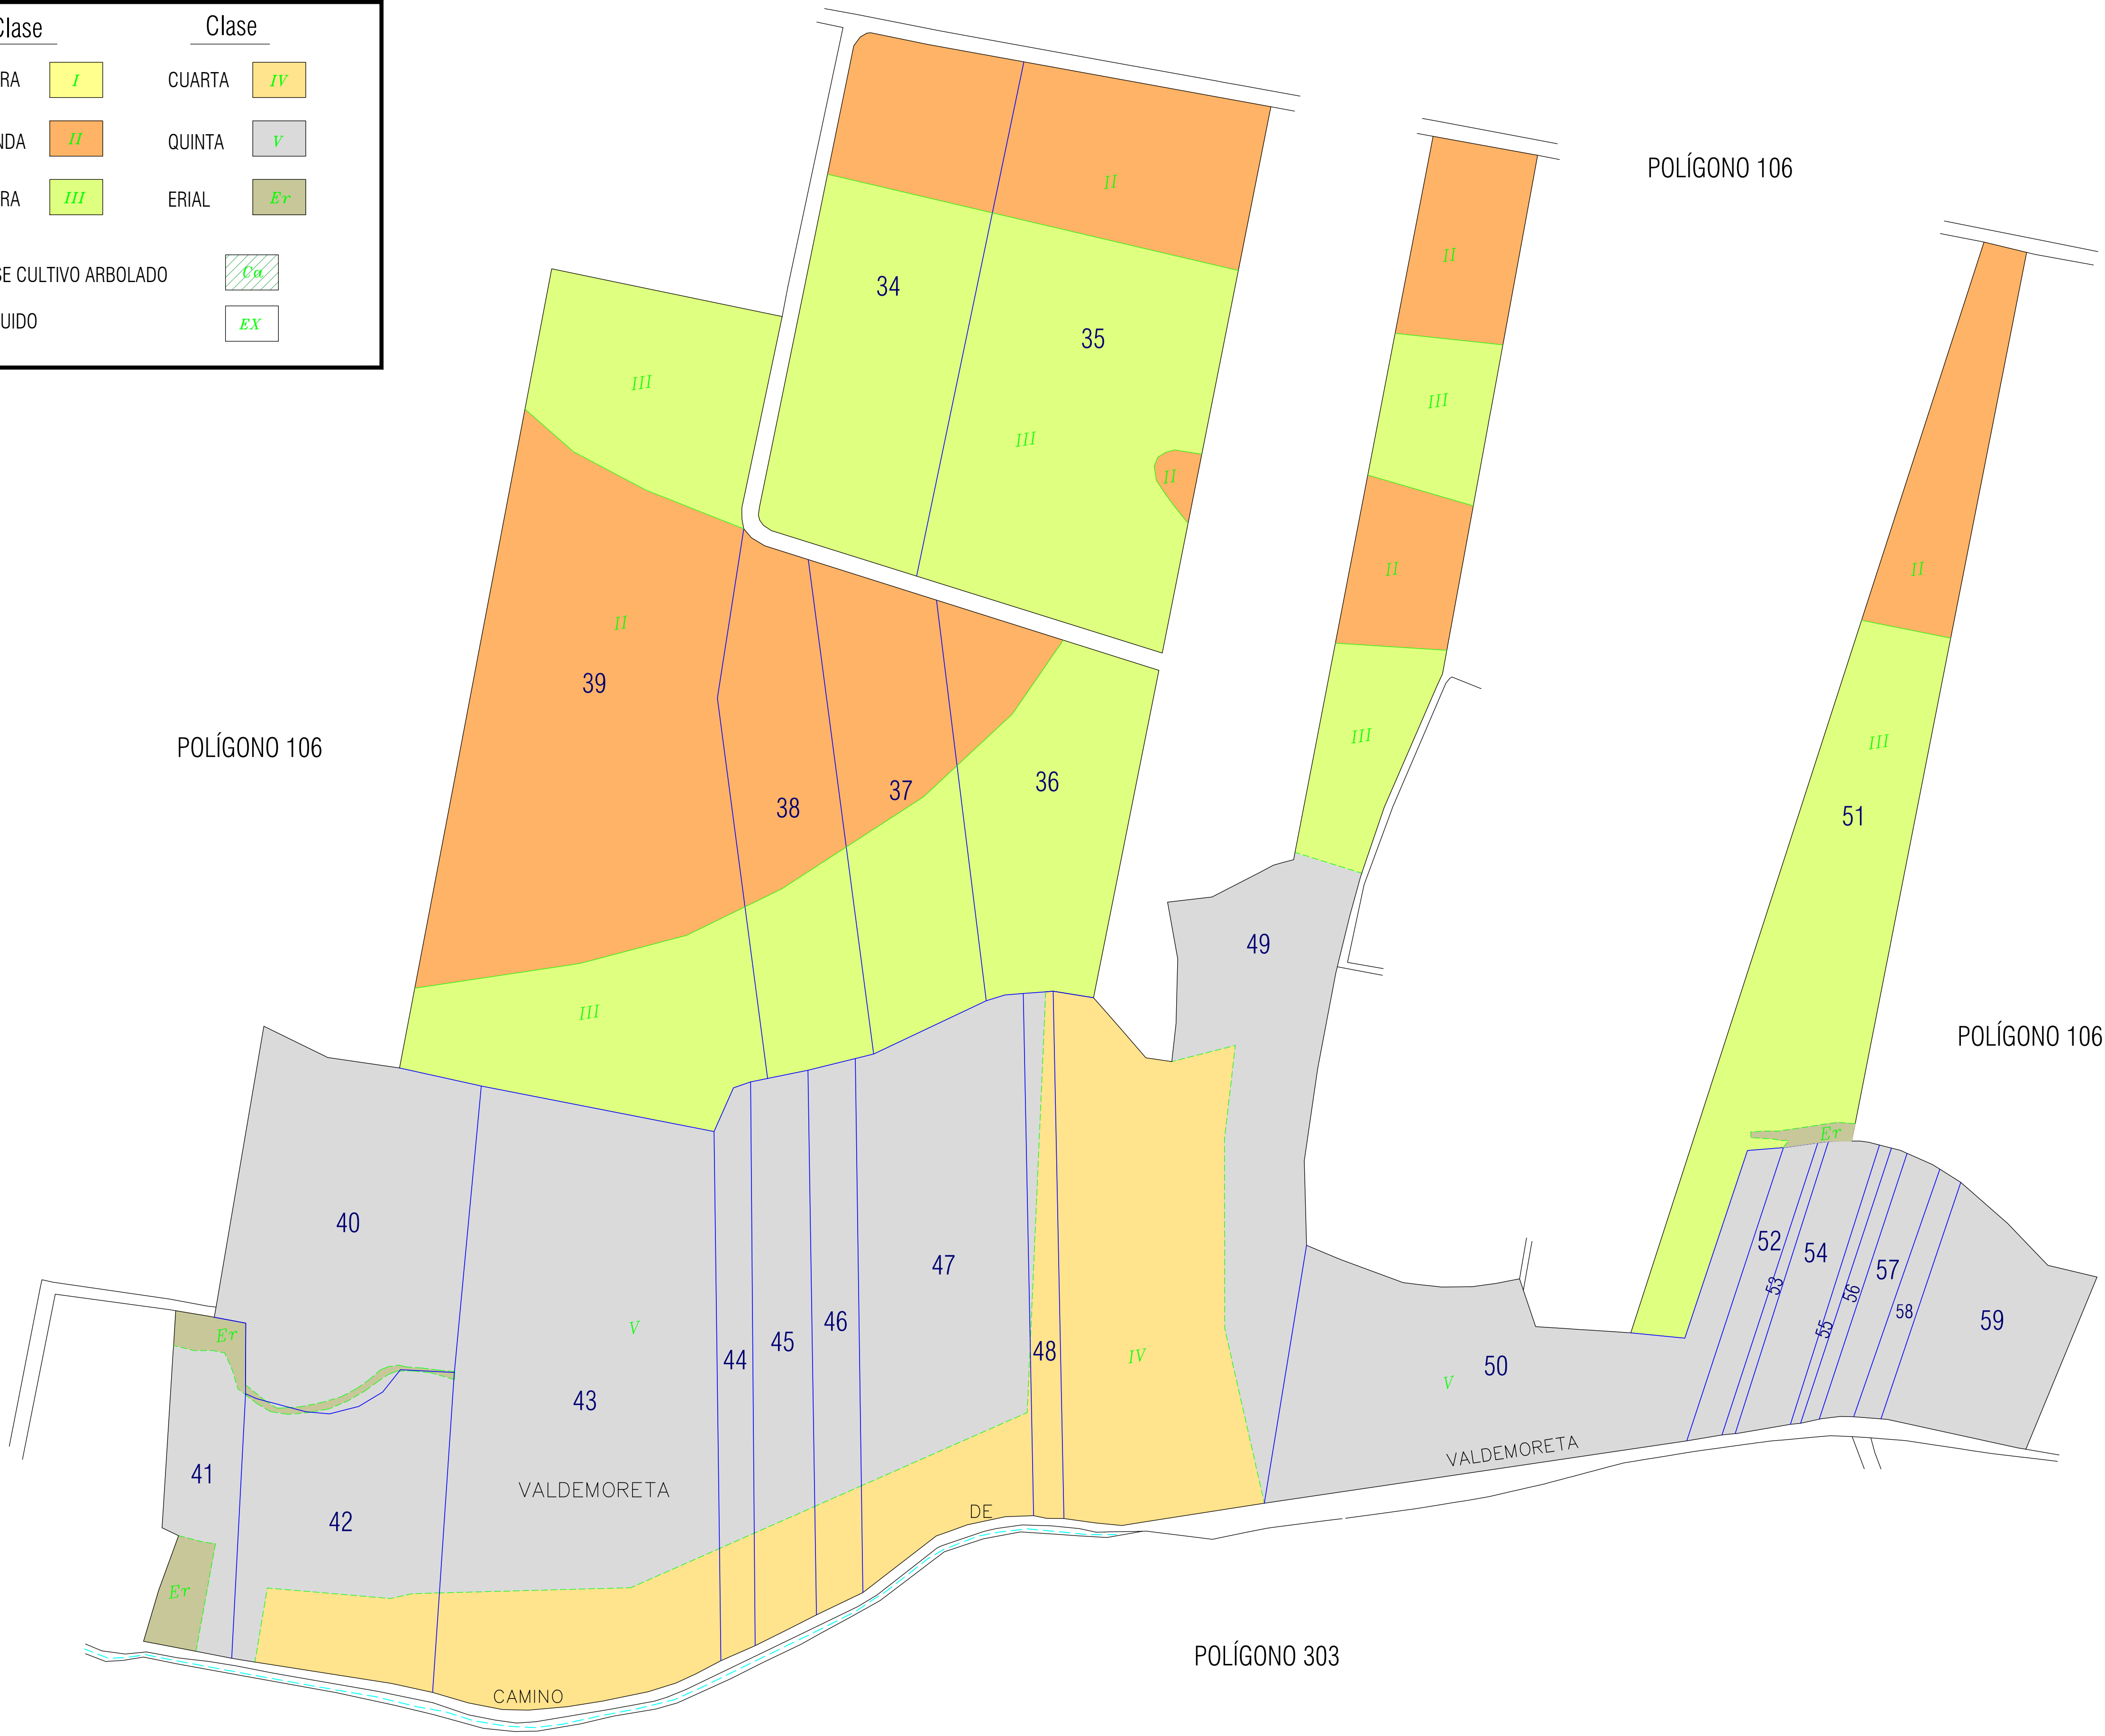 Clase
Clase
RA I CUARTA IV
NDA II QUINTA V
RA III ERIAL Er
SE CULTIVO ARBOLADO Ca
UIDO EX
POLÍGONO 106
II
II
34
35
III
III
III
II
II
II
II
39
POLÍGONO 106
III
III
51
38
37
36
49
III
POLÍGONO 106
Er
40
47
52
54
53
57
56
55
58
59
Er
V
46
45
44
48
IV
50
V
43
41
42
VALDEMORETA
VALDEMORETA
DE
Er
CAMINO
POLÍGONO 303